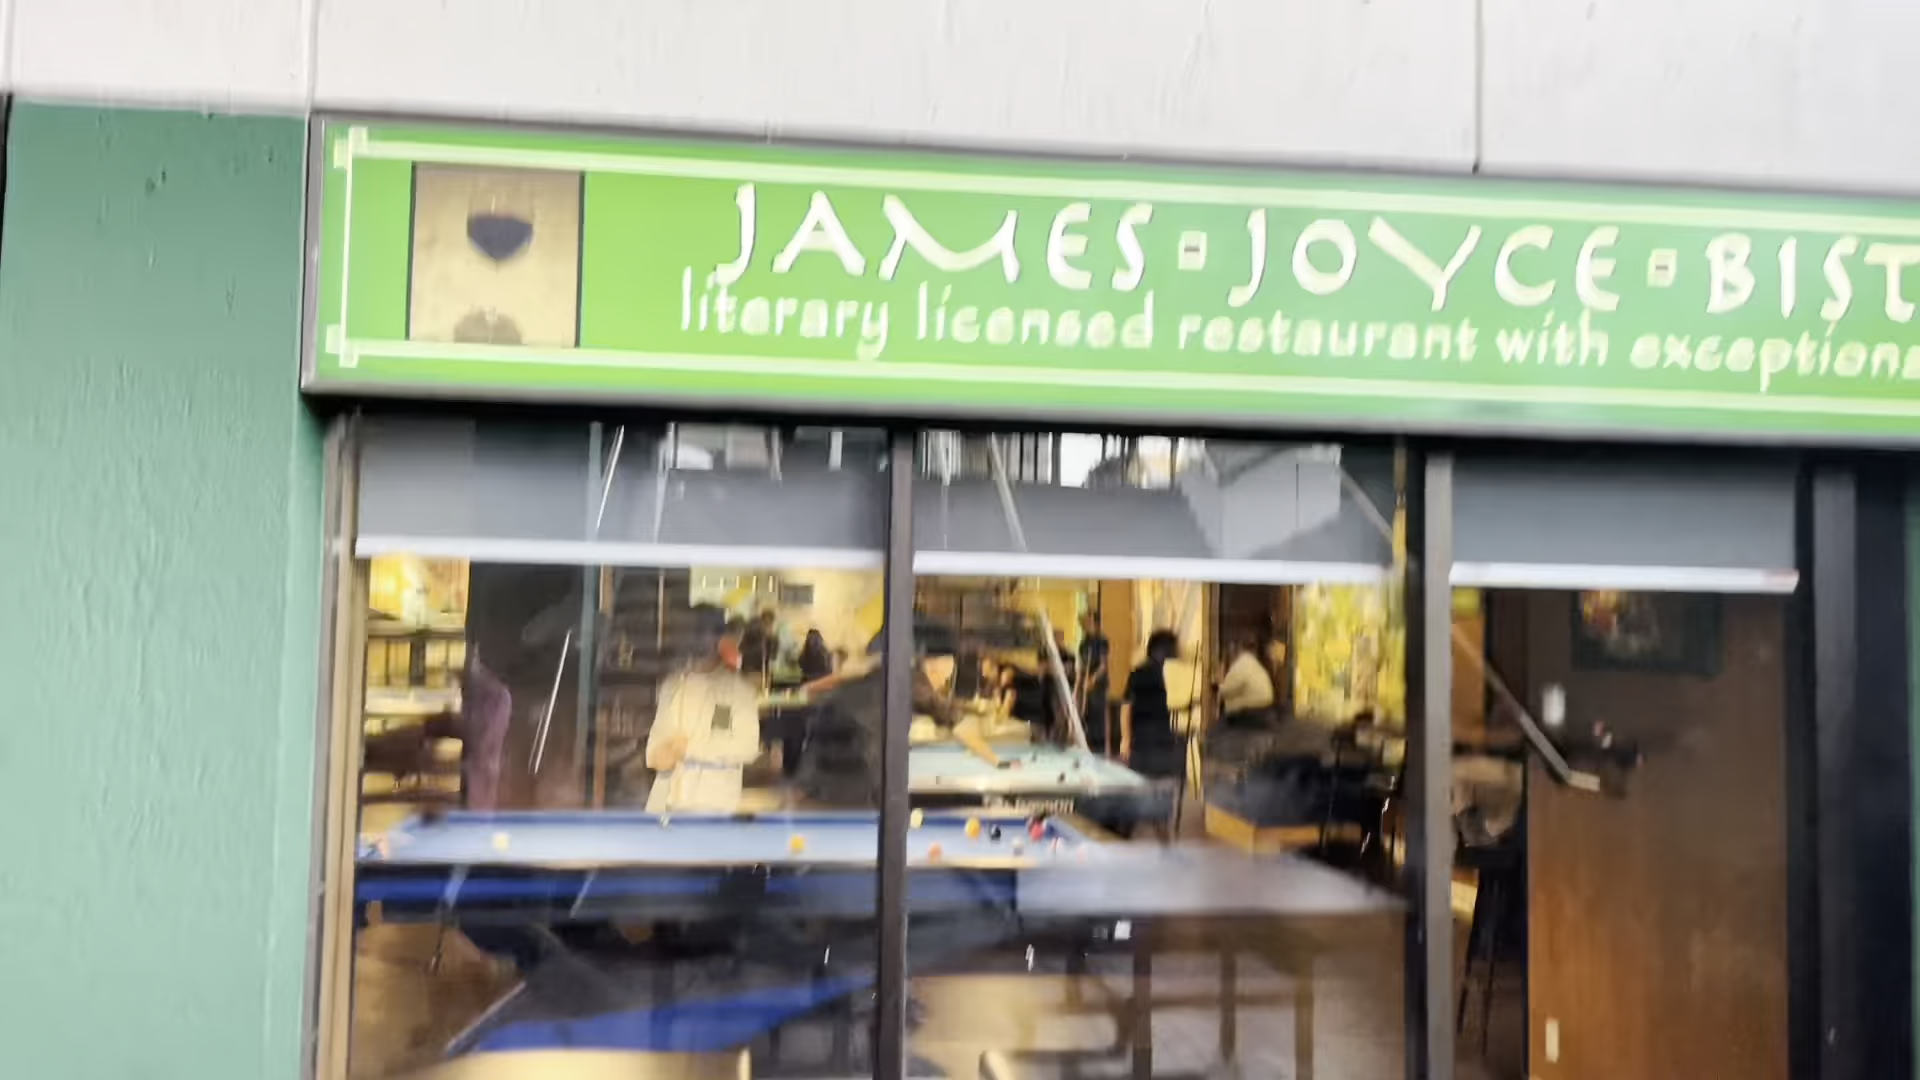 JAMES▪JOYCE▪BIST
literary licensed restaurant with exceptiona